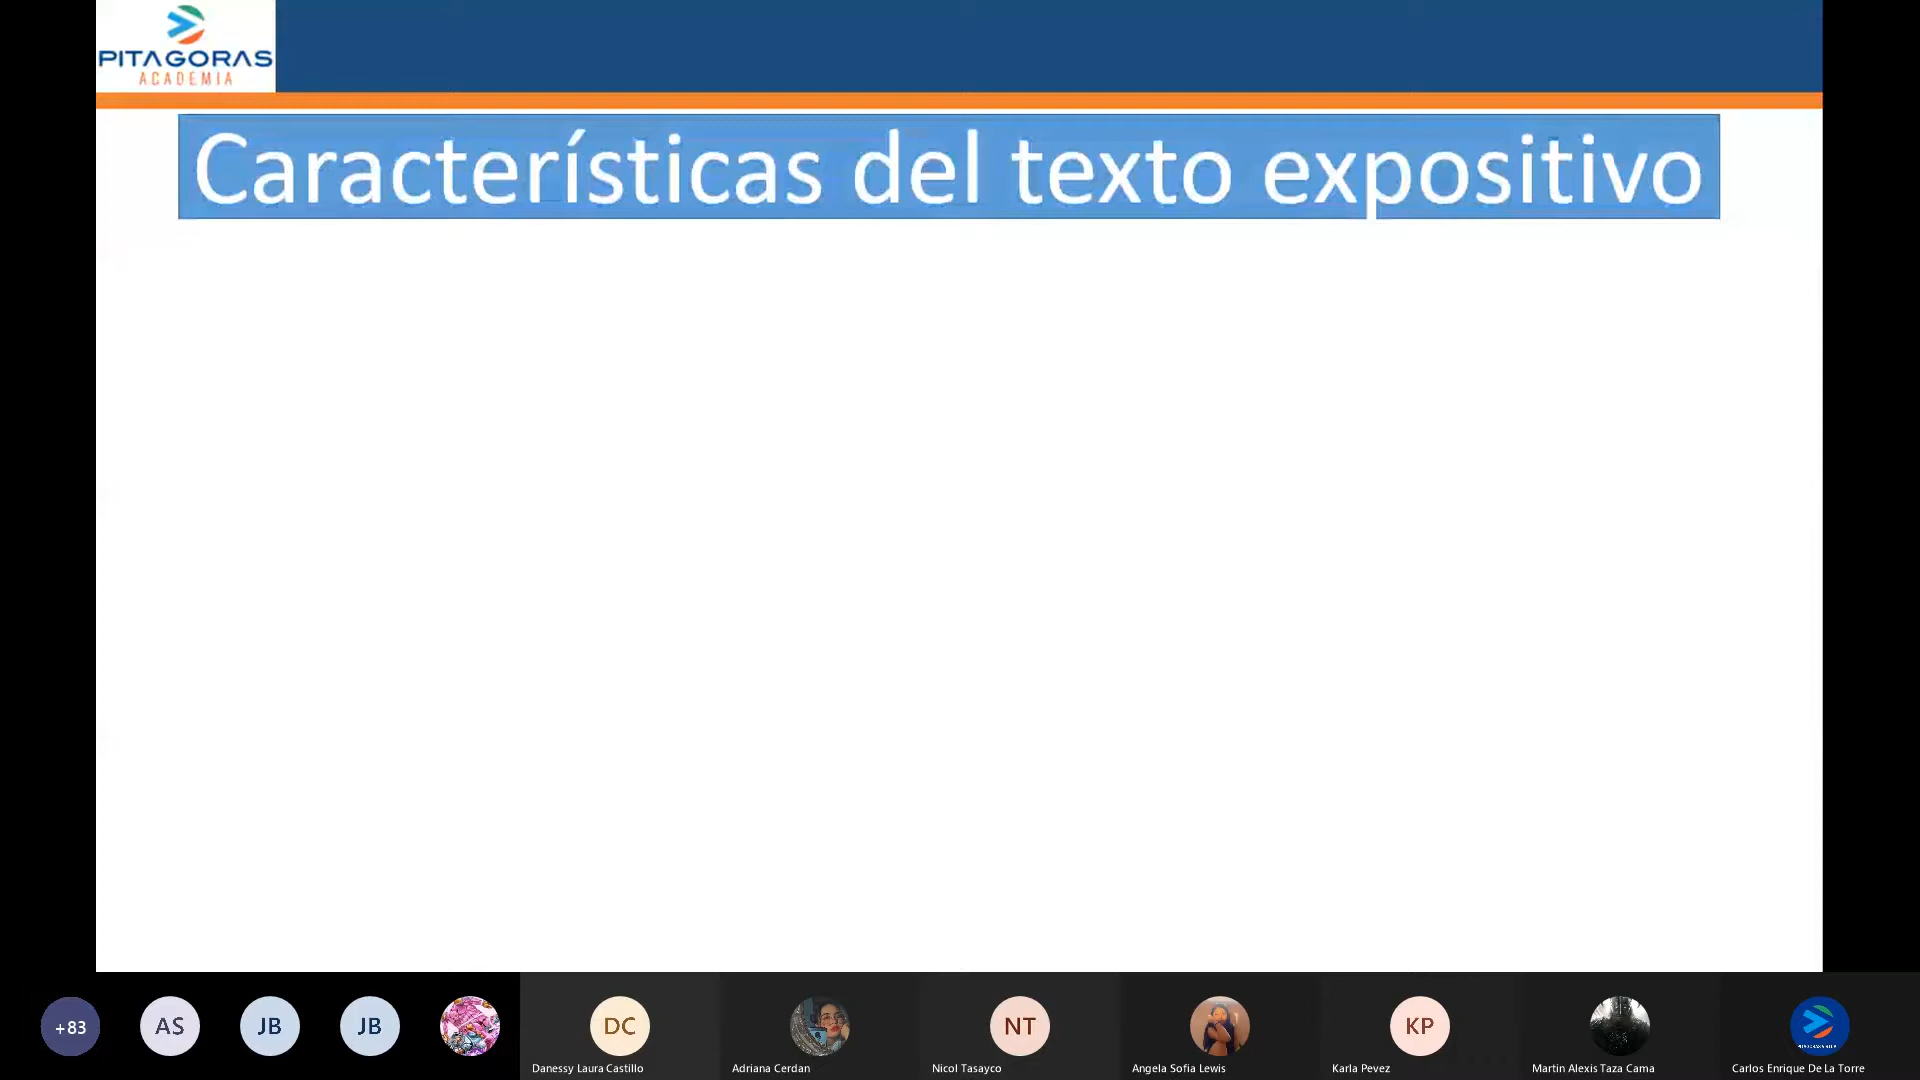 PITAGORAS
ACADEMIA
Características del texto expositivo
+83
AS
JB
JB
DC
NT
KP
Danessy Laura Castillo
Adriana Cerdan
Nicol Tasayco
Angela Sofia Lewis
Karla Pevez
Martin Alexis Taza Cama
Carlos Enrique De La Torre